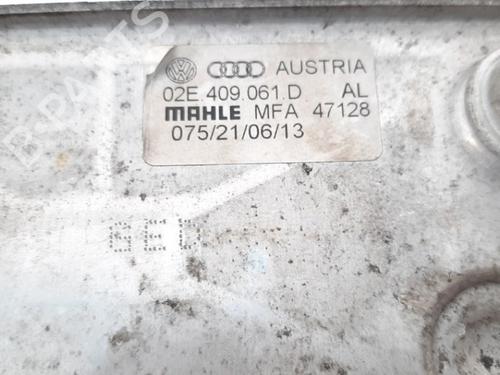 AUSTRIA
02E.409.061.D AL
MAHLE MFA 47128
075/21/06/13